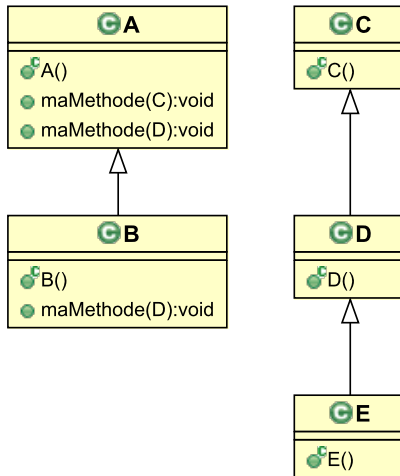 A
A()
maMethode(C):void
maMethode(D):void
B
B()
maMethode(D):void
C
C()
D
D()
E
E()